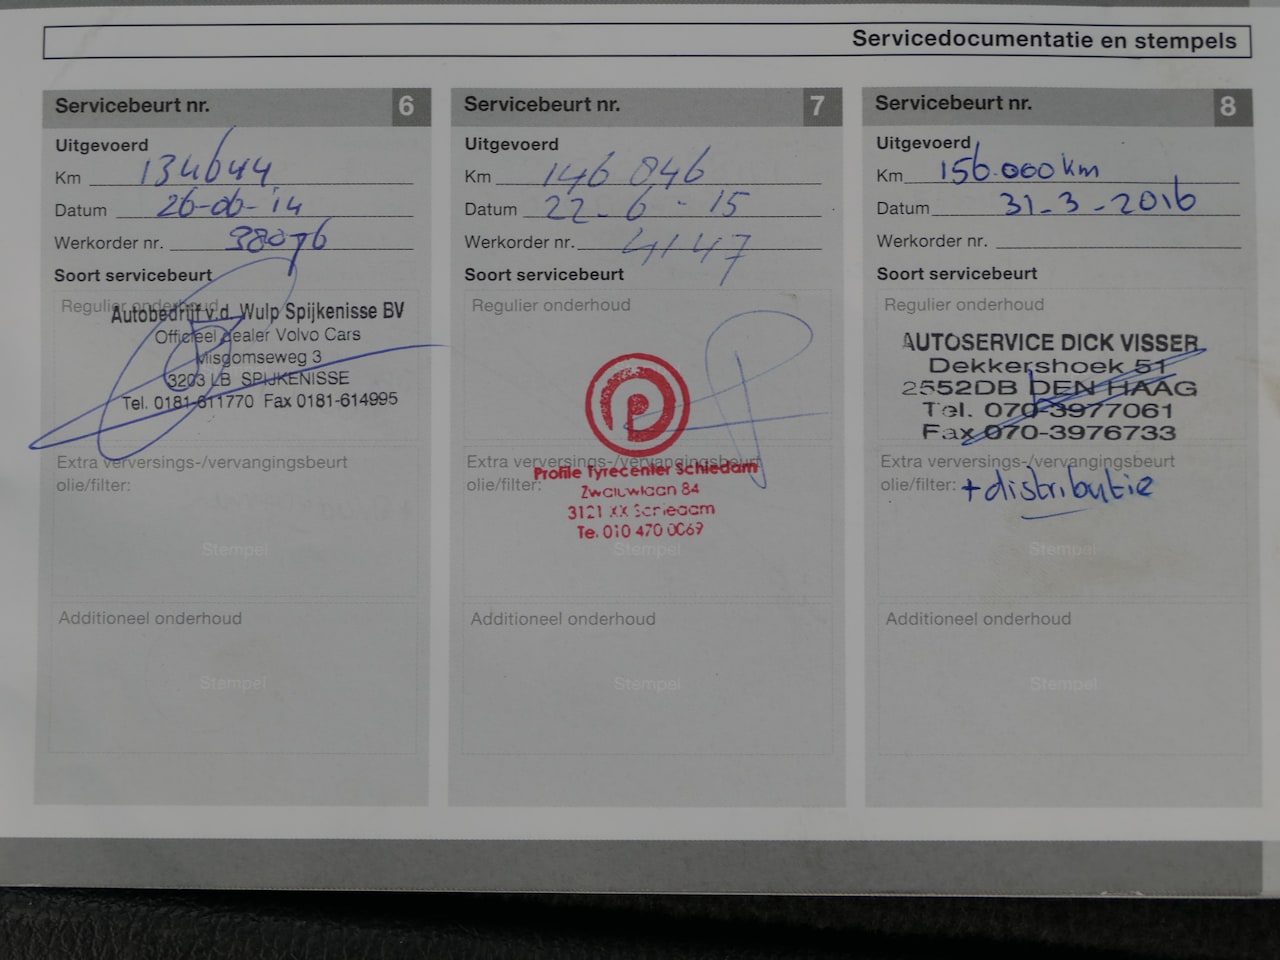 Servicedocumentatie en stempels
Servicebeurt nr. 6
Uitgevoerd
Km 134644
Datum 26-06-14
Werkorder nr. 38076
Soort servicebeurt
Regulier onderhoud
Autobedrijf v.d. Wulp Spijkenisse BV
Officieel dealer Volvo Cars
Misgomseweg 3
3203 LB SPIJKENISSE
Tel. 0181-611770 Fax 0181-614995
Extra verversings-/vervangingsbeurt
olie/filter:
Stempel
Additioneel onderhoud
Stempel
Servicebeurt nr. 7
Uitgevoerd
Km 146 046
Datum 22-6-15
Werkorder nr. 4147
Soort servicebeurt
Regulier onderhoud
Extra verversings-/vervangingsbeurt
Profile Tyrecenter Schiedam
olie/filter:
Zwaluwlaan 84
3121 XX Schiedam
Te. 010 470 0069
Stempel
Additioneel onderhoud
Stempel
Servicebeurt nr. 8
Uitgevoerd
Km 156.000 km
Datum 31-3-2016
Werkorder nr.
Soort servicebeurt
Regulier onderhoud
AUTOSERVICE DICK VISSER
Dekkershoek 51
2552DB DEN HAAG
Tel. 070-3977061
Fax 070-3976733
Extra verversings-/vervangingsbeurt
olie/filter: + distributie
Stempel
Additioneel onderhoud
Stempel